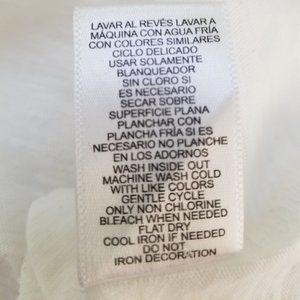 LAVAR AL REVÉS LAVAR A
MÁQUINA CON AGUA FRÍA
CON COLORES SIMILARES
CICLO DELICADO
USAR SOLAMENTE
BLANQUEADOR
SIN CLORO SI
ES NECESARIO
SECAR SOBRE
SUPERFICIE PLANA
PLANCHAR CON
PLANCHA FRÍA SI ES
NECESARIO NO PLANCHE
EN LOS ADORNOS
WASH INSIDE OUT
MACHINE WASH COLD
WITH LIKE COLORS
GENTLE CYCLE
ONLY NON CHLORINE
BLEACH WHEN NEEDED
FLAT DRY
COOL IRON IF NEEDED
DO NOT
IRON DECORATION